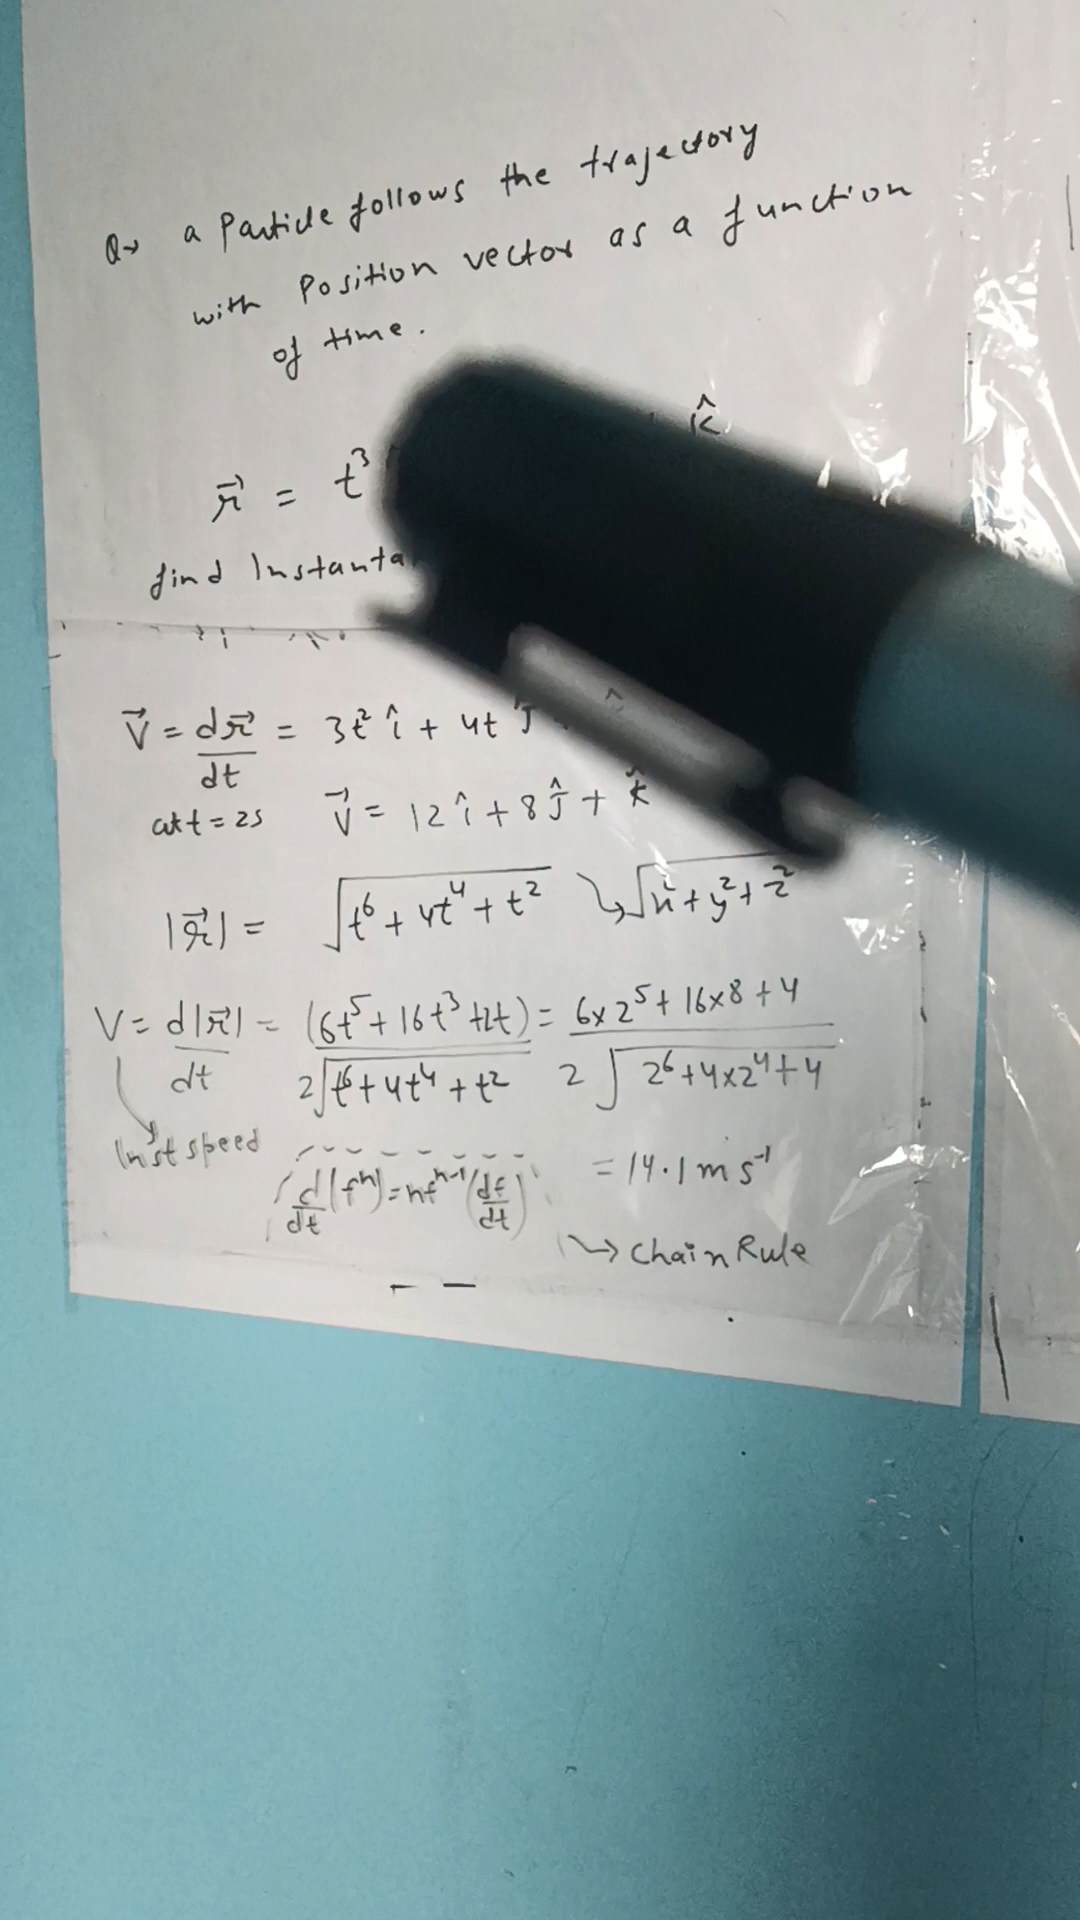 Q→ a Particle follows the trajectory
with Position vector as a function
of time.
r⃗ = t³ k̂
find
V⃗ = dr⃗/dt = 3t² î + 4t ĵ
at t = 2s V⃗ = 12 î + 8 ĵ + k̂
|r⃗| = √(t⁶ + 4t⁴ + t²) ↳ √(x² + y² + z²)
V = d|r⃗|/dt = (6t⁵ + 16t³ + 2t)/(2√(t⁶ + 4t⁴ + t²)) = (6×2⁵ + 16×8 + 4)/(2√(2⁶ + 4×2⁴ + 4))
Inst speed
= 14.1 m s⁻¹
d/dt (fⁿ) = nfⁿ⁻¹ (df/dt)
↳ Chain Rule